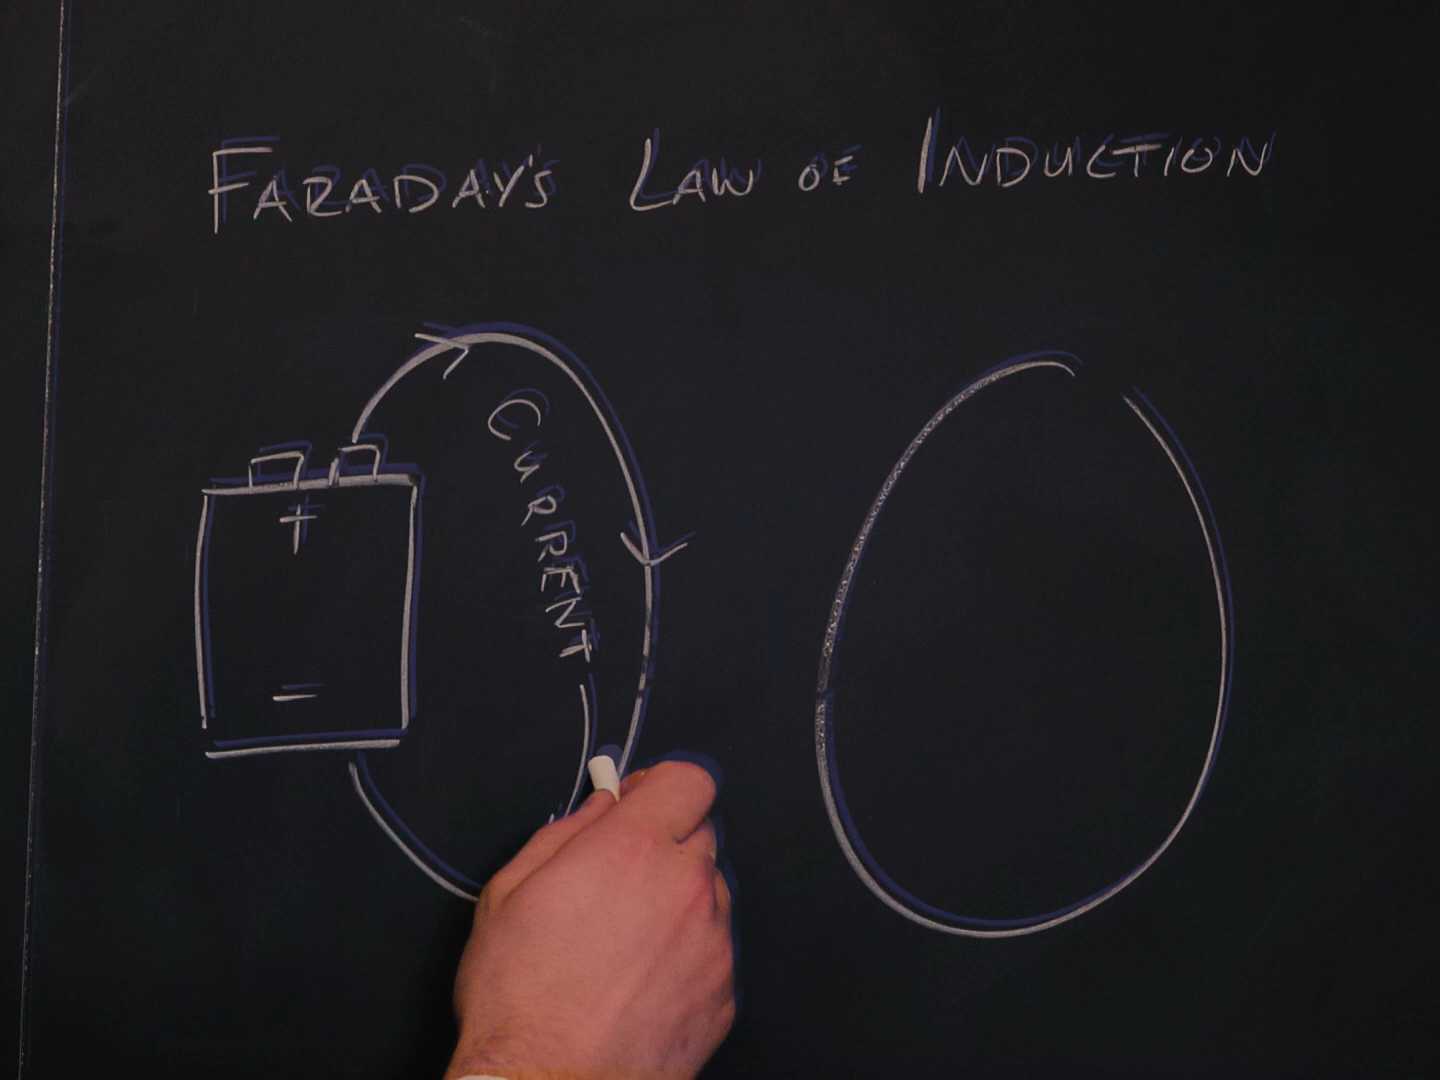 FARADAY'S LAW OF INDUCTION
CURRENT
+
–